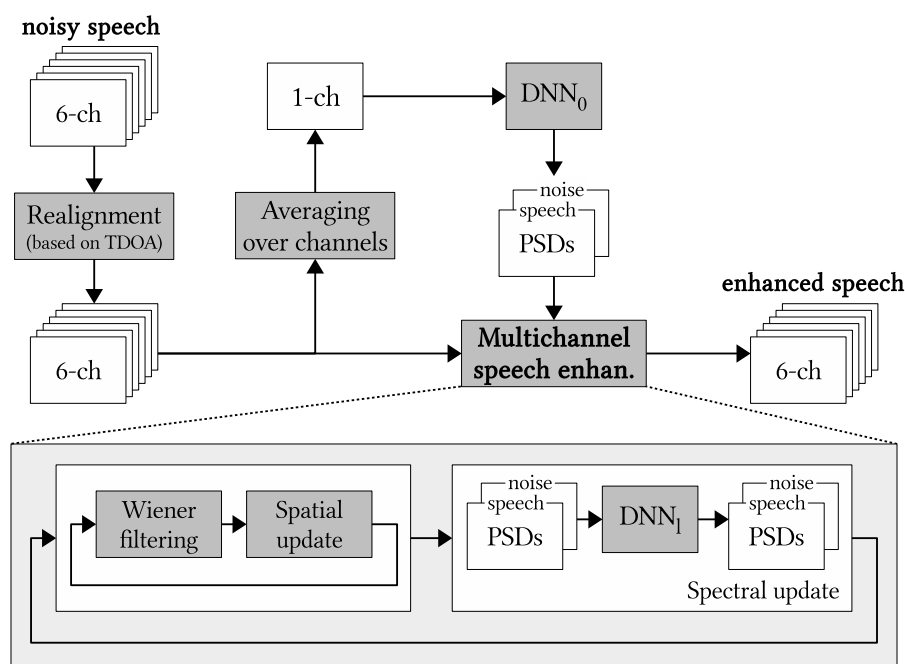 noisy speech
6-ch
1-ch
DNN0
Realignment
(based on TDOA)
Averaging
over channels
noise
speech
PSDs
enhanced speech
6-ch
Multichannel
speech enhan.
6-ch
Wiener
filtering
Spatial
update
noise
speech
PSDs
DNNl
noise
speech
PSDs
Spectral update